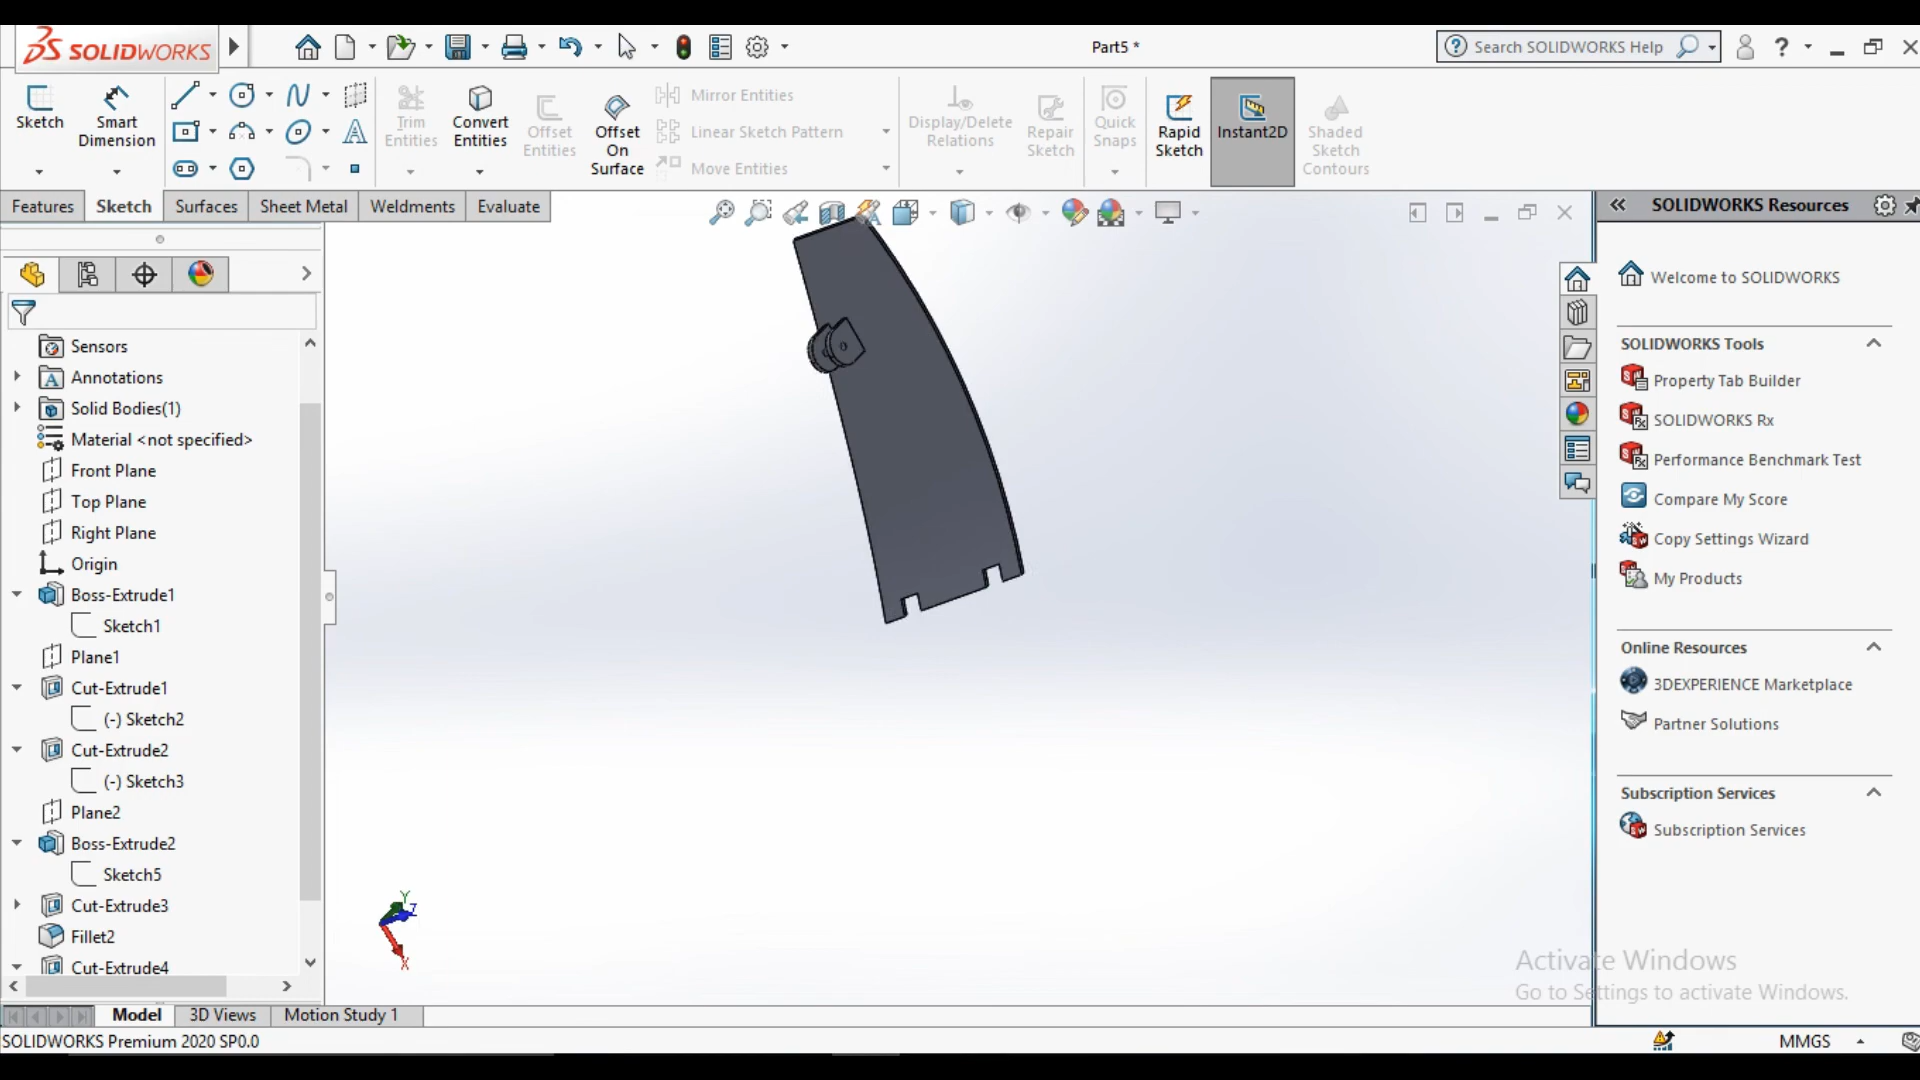 SOLIDWORKS
Part5 *
Search SOLIDWORKS Help
Sketch
Smart Dimension
Trim Entities
Convert Entities
Offset Entities
Offset On Surface
Mirror Entities
Linear Sketch Pattern
Move Entities
Display/Delete Relations
Repair Sketch
Quick Snaps
Rapid Sketch
Instant2D
Shaded Sketch Contours
Features
Sketch
Surfaces
Sheet Metal
Weldments
Evaluate
SOLIDWORKS Resources
Sensors
Annotations
Solid Bodies(1)
Material <not specified>
Front Plane
Top Plane
Right Plane
Origin
Boss-Extrude1
Sketch1
Plane1
Cut-Extrude1
(-) Sketch2
Cut-Extrude2
(-) Sketch3
Plane2
Boss-Extrude2
Sketch5
Cut-Extrude3
Fillet2
Cut-Extrude4
Y
Z
X
Welcome to SOLIDWORKS
SOLIDWORKS Tools
Property Tab Builder
SOLIDWORKS Rx
Performance Benchmark Test
Compare My Score
Copy Settings Wizard
My Products
Online Resources
3DEXPERIENCE Marketplace
Partner Solutions
Subscription Services
Subscription Services
Activate Windows
Go to Settings to activate Windows.
Model
3D Views
Motion Study 1
SOLIDWORKS Premium 2020 SP0.0
MMGS